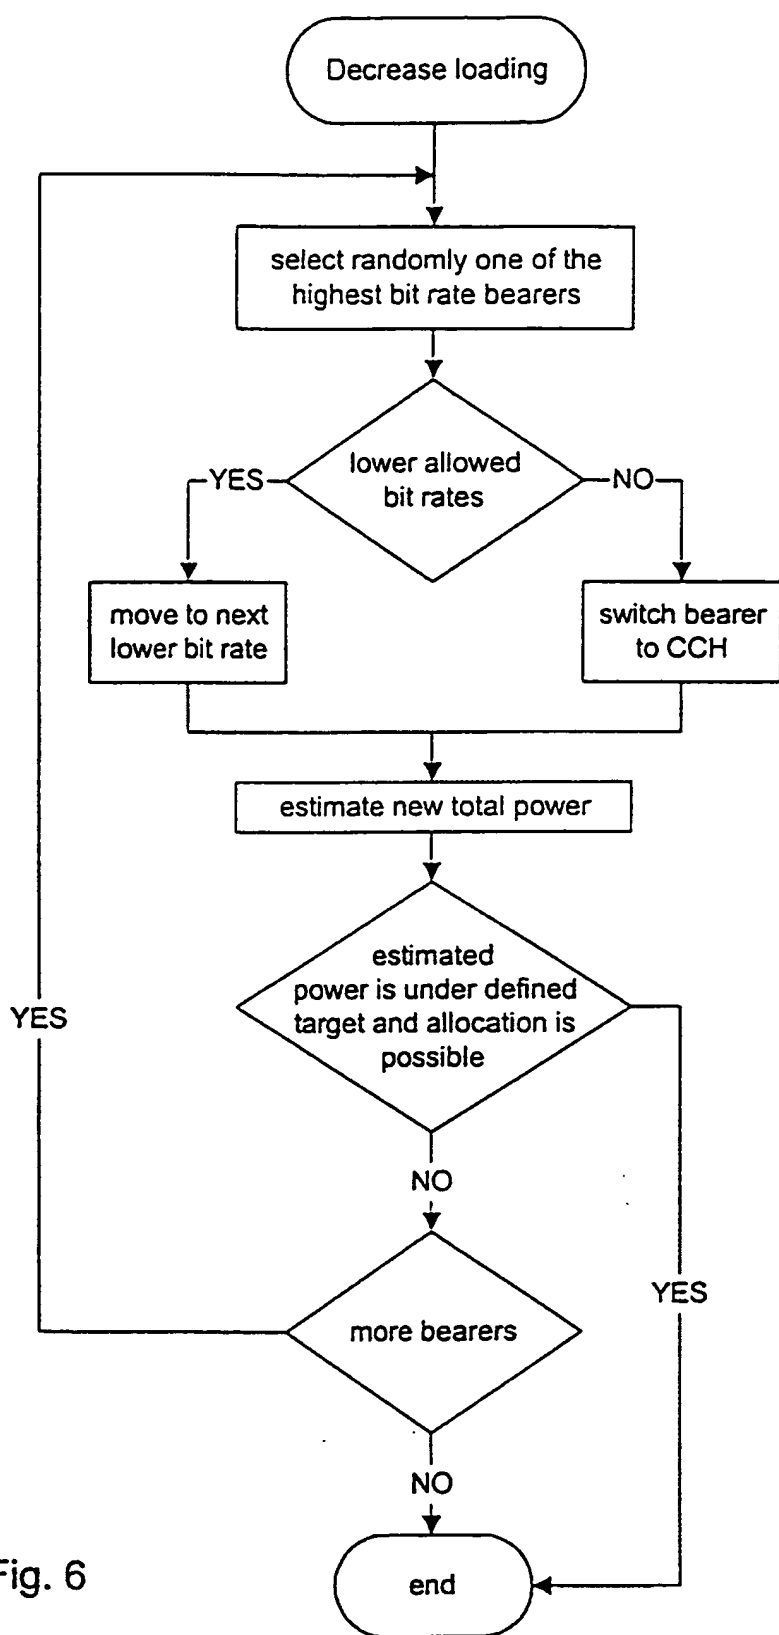 Decrease loading
select randomly one of the
highest bit rate bearers
lower allowed
bit rates
YES
NO
move to next
lower bit rate
switch bearer
to CCH
estimate new total power
estimated
power is under defined
target and allocation is
possible
YES
NO
YES
more bearers
NO
end
Fig. 6